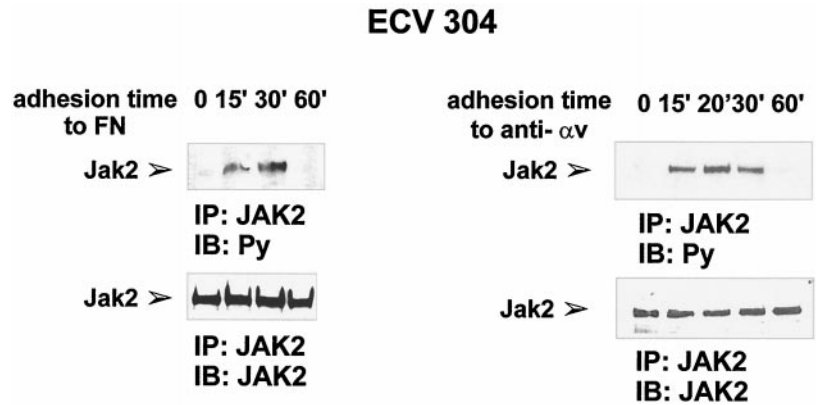 ECV 304
adhesion time 0 15' 30' 60'
to FN
Jak2 ➢
IP: JAK2
IB: Py
Jak2 ➢
IP: JAK2
IB: JAK2
adhesion time 0 15' 20'30' 60'
to anti- αv
Jak2 ➢
IP: JAK2
IB: Py
Jak2 ➢
IP: JAK2
IB: JAK2